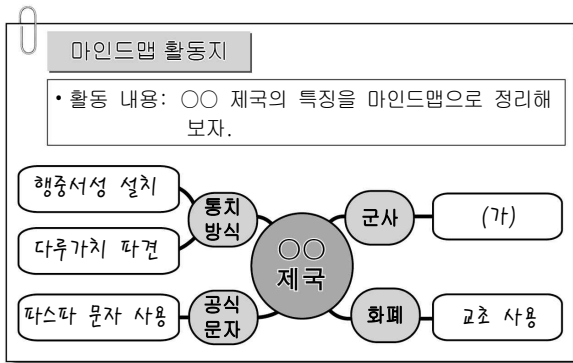 마인드맵 활동지
• 활동 내용: ○○ 제국의 특징을 마인드맵으로 정리해
보자.
행중서성 설치
다루가치 파견
통치
방식
군사
(가)
○○
제국
파스파 문자 사용
공식
문자
화폐
교초 사용